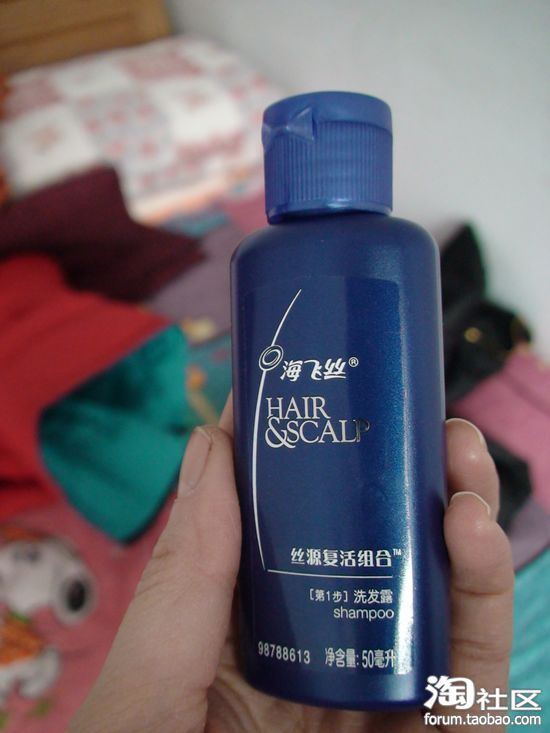 海飞丝®
HAIR
&SCALP
丝源复活组合™
[第1步] 洗发露
shampoo
98788613 净含量:50毫升
淘社区
forum.taobao.com